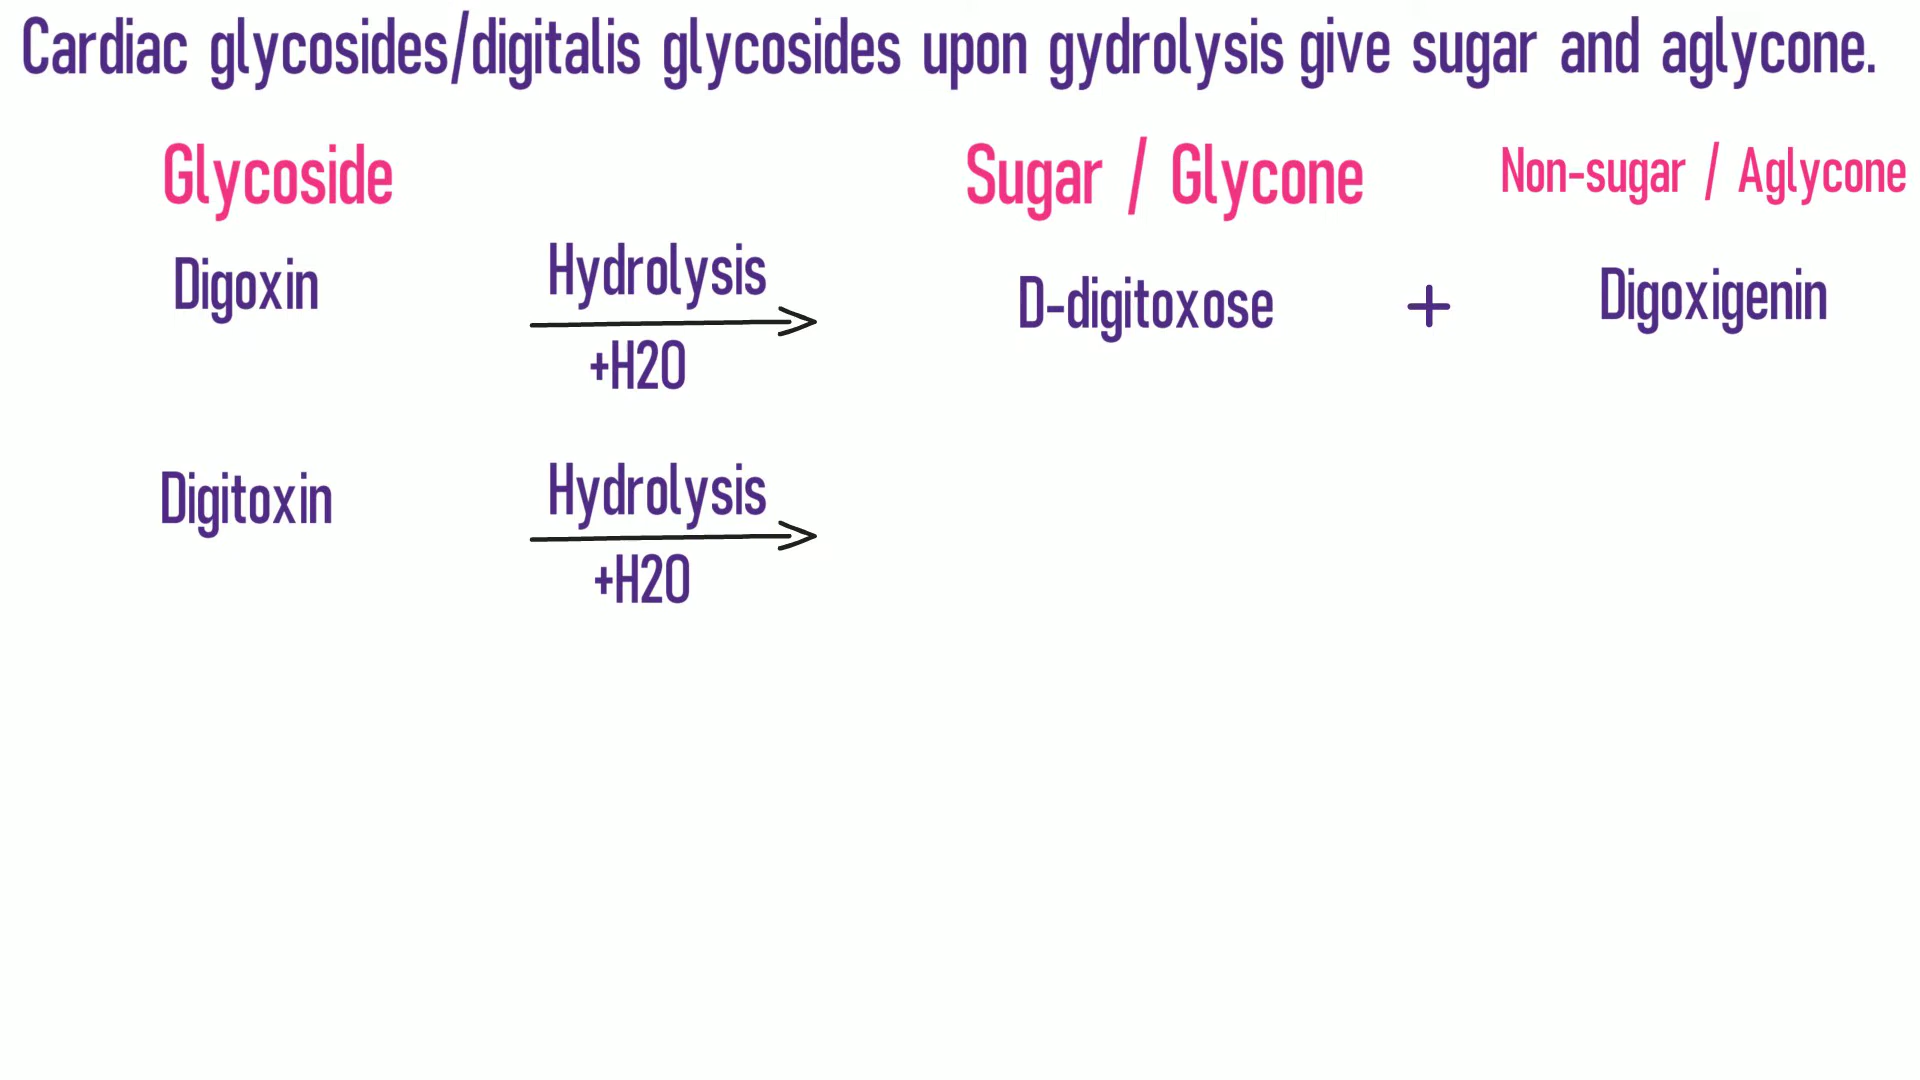 Cardiac glycosides/digitalis glycosides upon gydrolysis give sugar and aglycone.
Glycoside Sugar / Glycone Non-sugar / Aglycone
Digoxin Hydrolysis D-digitoxose + Digoxigenin
+H2O
Digitoxin Hydrolysis
+H2O